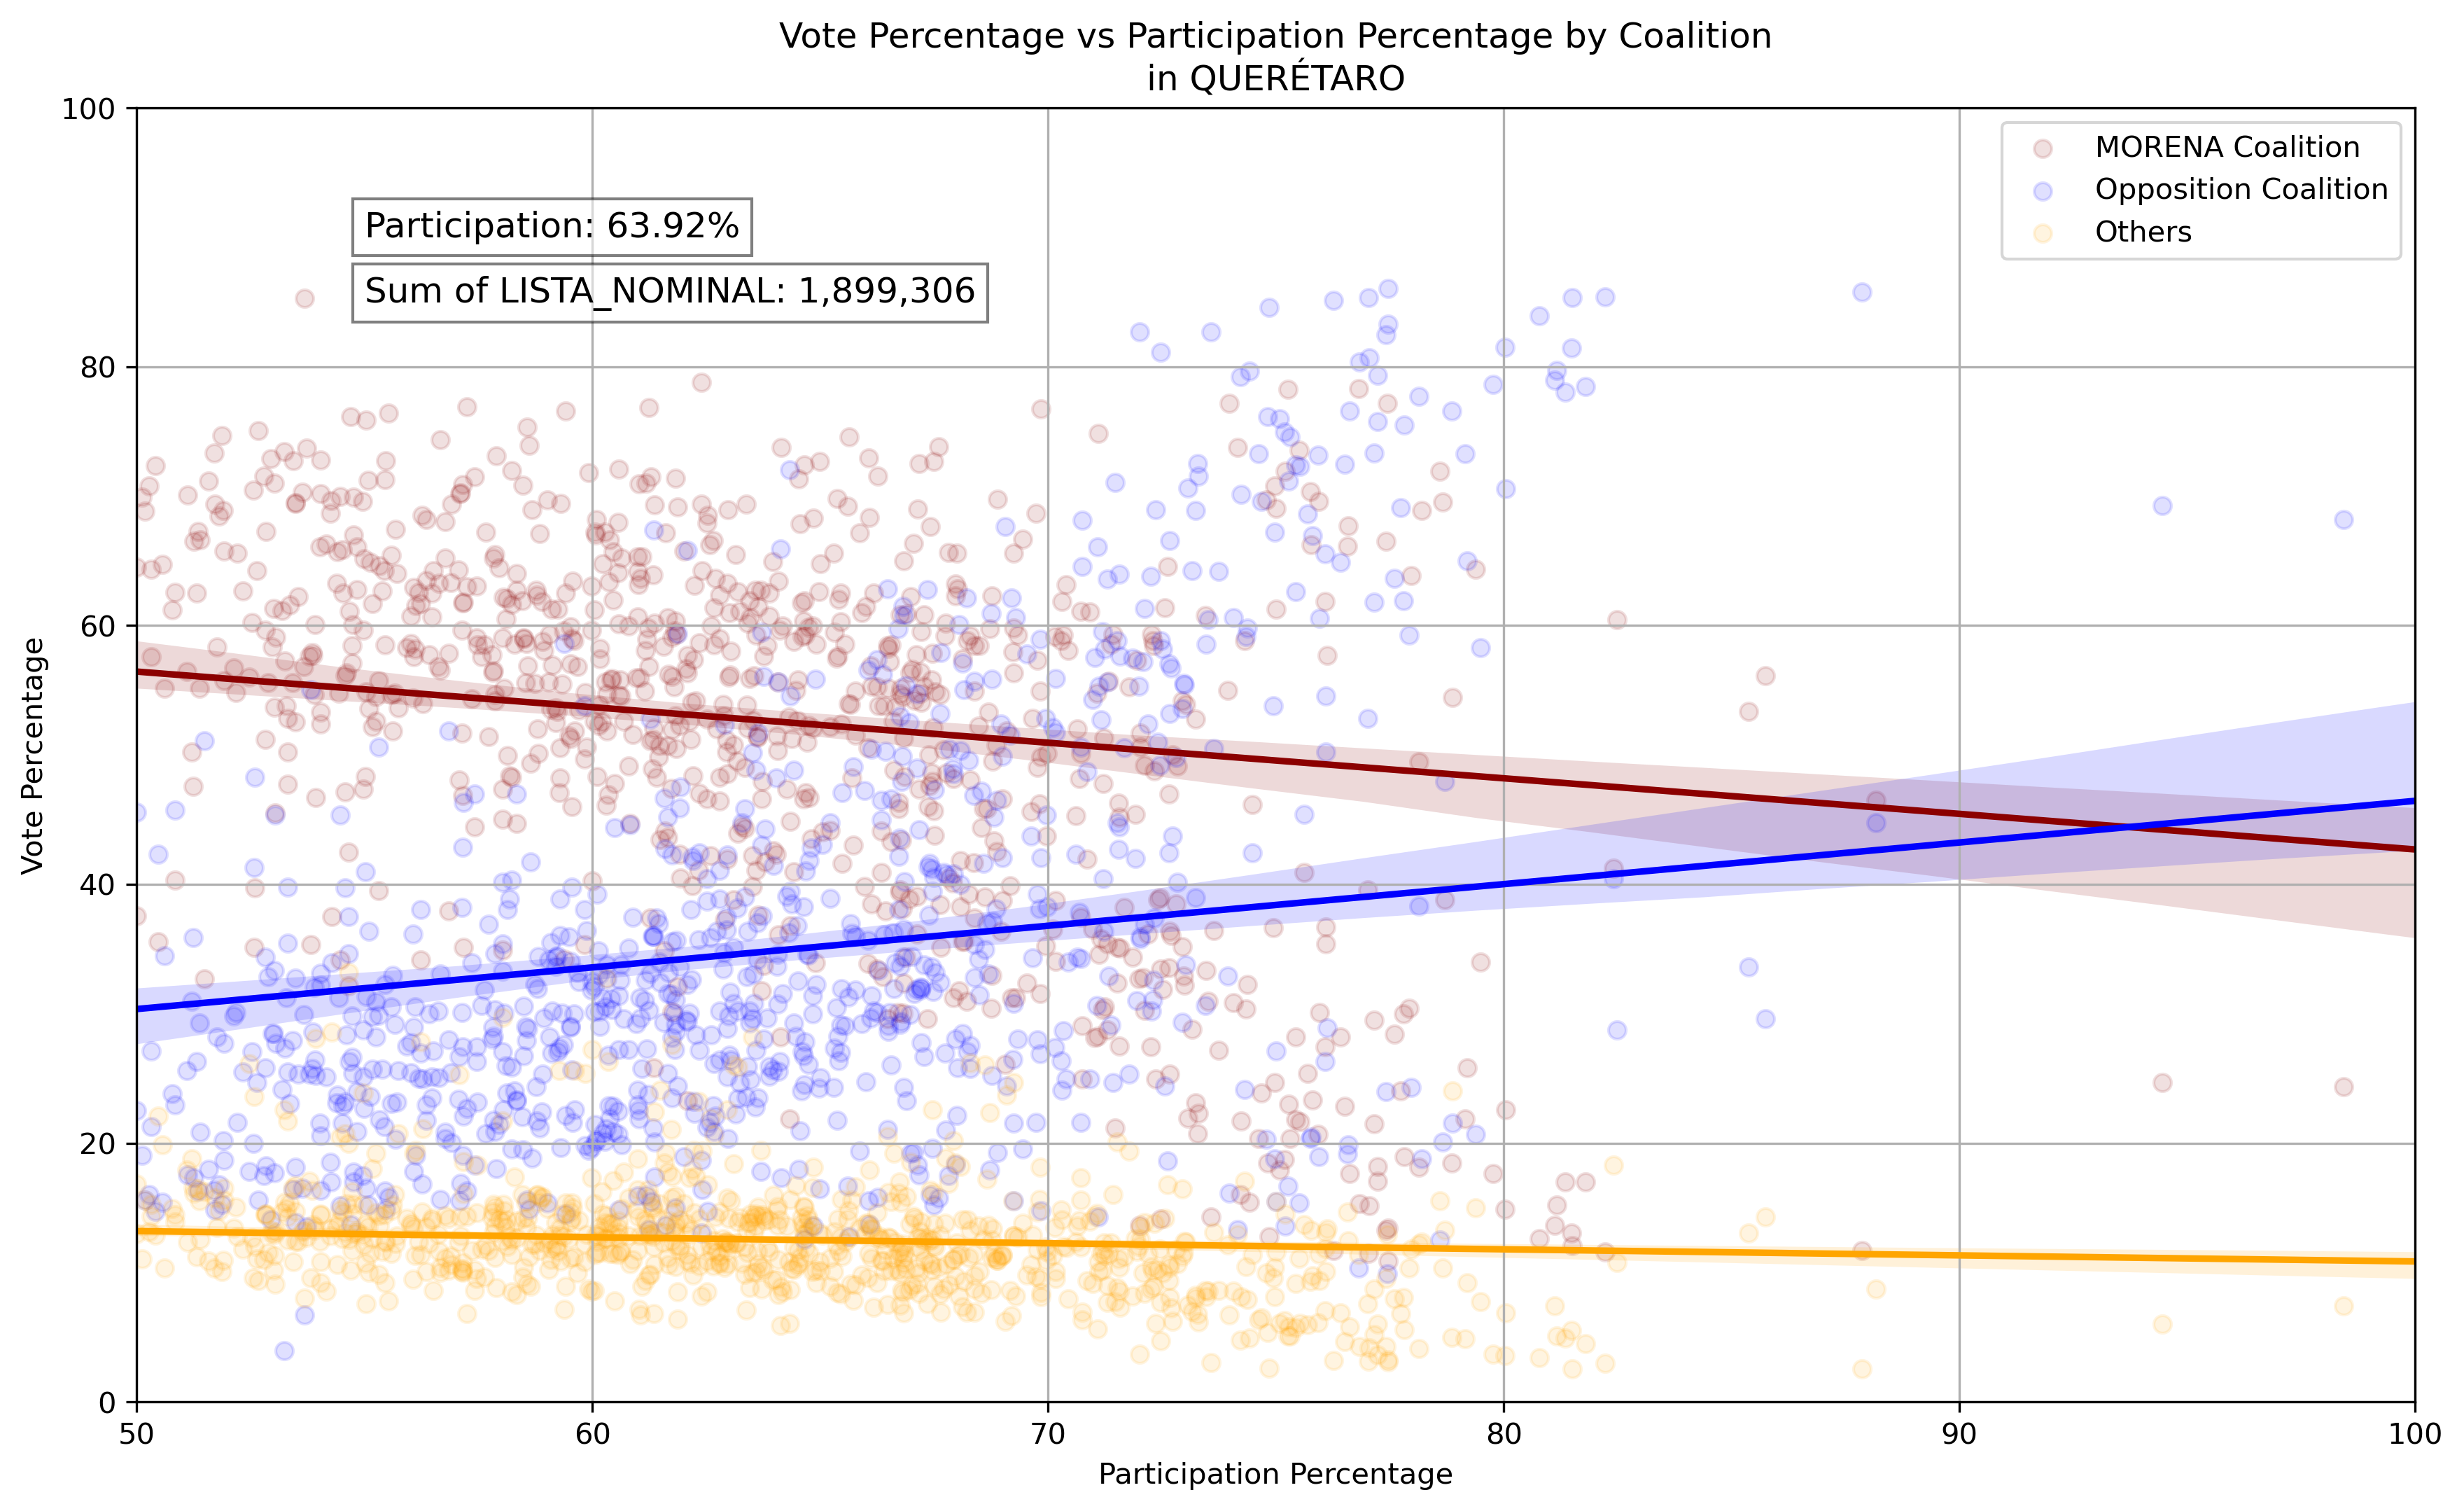 Vote Percentage vs Participation Percentage by Coalition
in QUERÉTARO
100
80
60
40
20
0
Vote Percentage
Participation: 63.92%
Sum of LISTA_NOMINAL: 1,899,306
MORENA Coalition
Opposition Coalition
Others
50
60
70
80
90
100
Participation Percentage